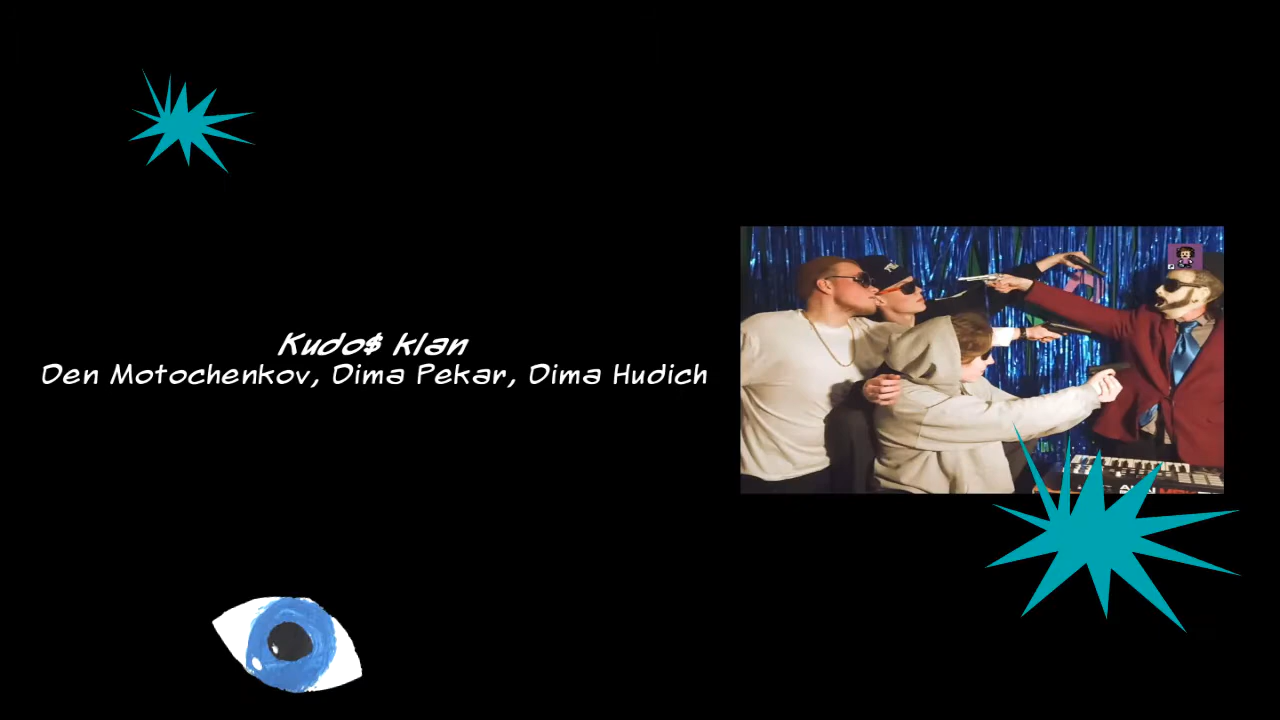 Kudo$ klan
Den Motochenkov, Dima Pekar, Dima Hudich